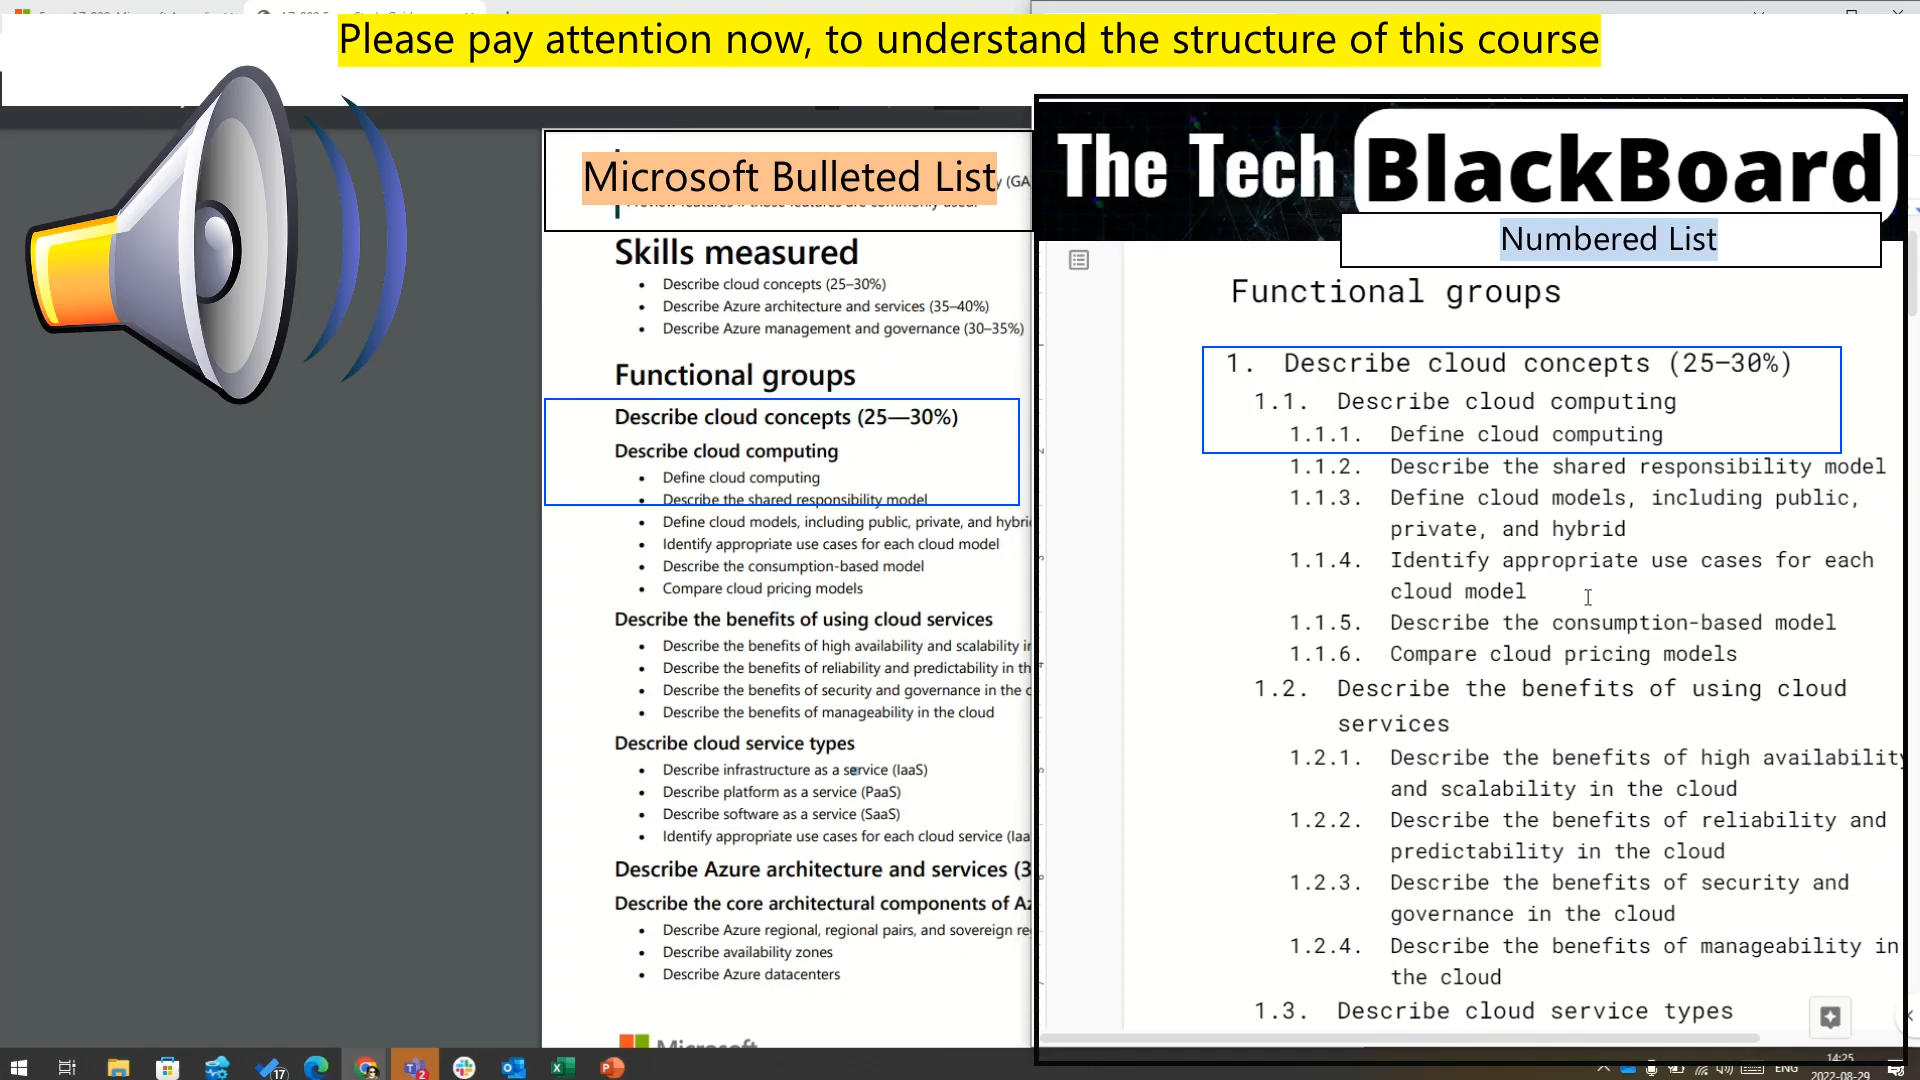 Please pay attention now, to understand the structure of this course
Microsoft Bulleted List
Skills measured
• Describe cloud concepts (25–30%)
• Describe Azure architecture and services (35–40%)
• Describe Azure management and governance (30–35%)
Functional groups
Describe cloud concepts (25—30%)
Describe cloud computing
• Define cloud computing
• Describe the shared responsibility model
• Define cloud models, including public, private, and
• Identify appropriate use cases for each cloud model
• Describe the consumption-based model
• Compare cloud pricing models
Describe the benefits of using cloud services
• Describe the benefits of high availability and scalability
• Describe the benefits of reliability and predictability in
• Describe the benefits of security and governance in the
• Describe the benefits of manageability in the cloud
Describe cloud service types
• Describe infrastructure as a service (IaaS)
• Describe platform as a service (PaaS)
• Describe software as a service (SaaS)
• Identify appropriate use cases for each cloud service
Describe Azure architecture and services
Describe the core architectural components of
• Describe Azure regional, regional pairs, and sovereign
• Describe availability zones
• Describe Azure datacenters
Microsoft
The Tech BlackBoard
Numbered List
Functional groups
1. Describe cloud concepts (25–30%)
1.1. Describe cloud computing
1.1.1. Define cloud computing
1.1.2. Describe the shared responsibility model
1.1.3. Define cloud models, including public,
private, and hybrid
1.1.4. Identify appropriate use cases for each
cloud model
1.1.5. Describe the consumption-based model
1.1.6. Compare cloud pricing models
1.2. Describe the benefits of using cloud
services
1.2.1. Describe the benefits of high availability
and scalability in the cloud
1.2.2. Describe the benefits of reliability and
predictability in the cloud
1.2.3. Describe the benefits of security and
governance in the cloud
1.2.4. Describe the benefits of manageability in
the cloud
1.3. Describe cloud service types
17
2
ENG
14:25
2022-08-29